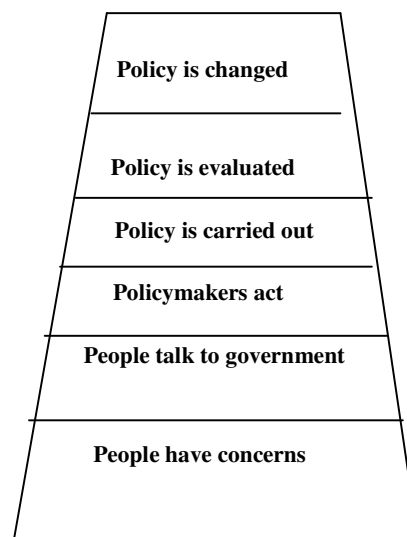 Policy is changed
Policy is evaluated
Policy is carried out
Policymakers act
People talk to government
People have concerns